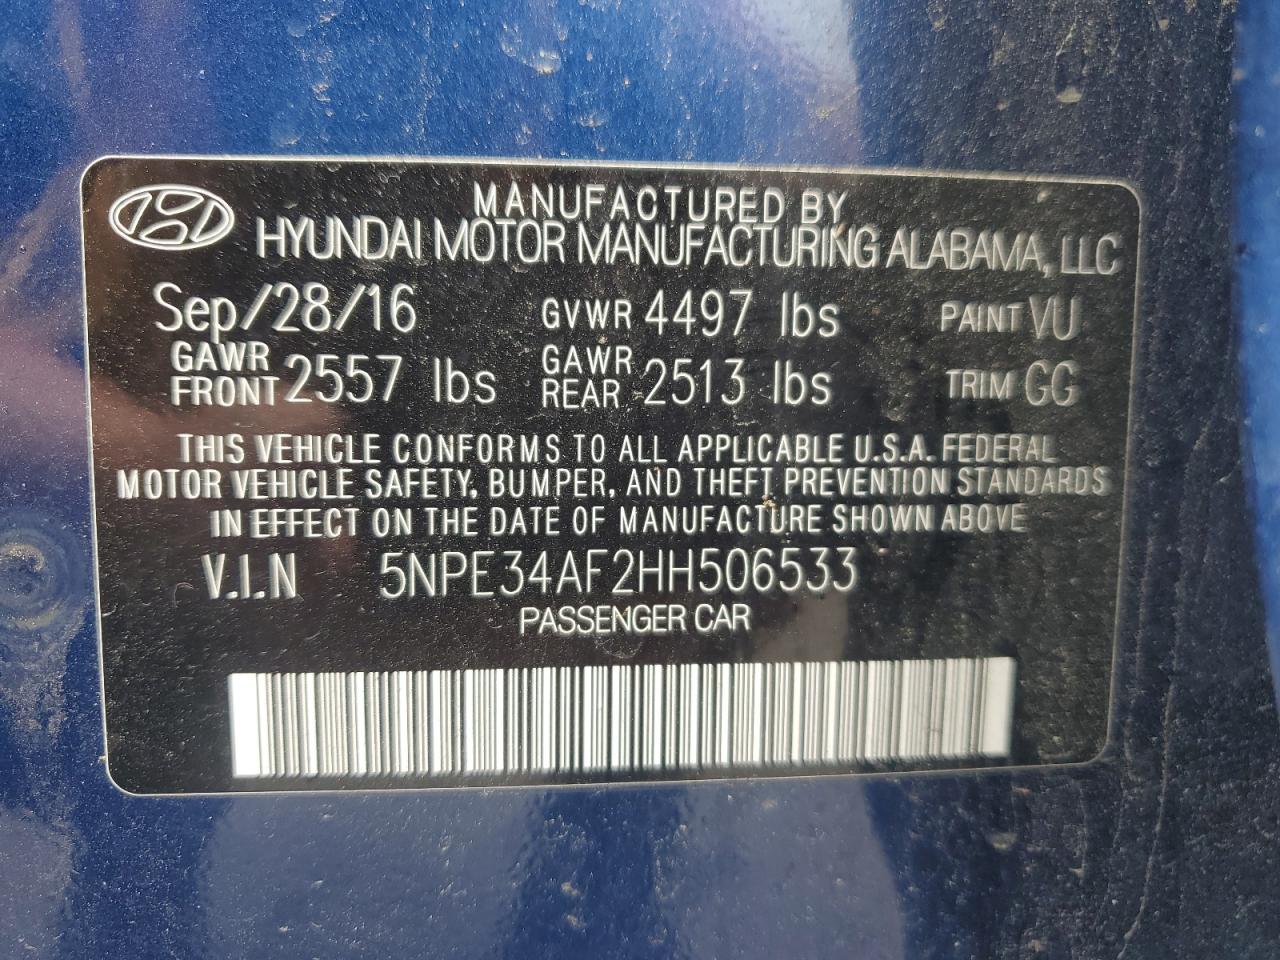 MANUFACTURED BY
HYUNDAI MOTOR MANUFACTURING ALABAMA, LLC
Sep/28/16 GVWR 4497 lbs PAINT VU
GAWR FRONT 2557 lbs GAWR REAR 2513 lbs TRIM GG
THIS VEHICLE CONFORMS TO ALL APPLICABLE U.S.A. FEDERAL
MOTOR VEHICLE SAFETY, BUMPER, AND THEFT PREVENTION STANDARDS
IN EFFECT ON THE DATE OF MANUFACTURE SHOWN ABOVE
V.I.N 5NPE34AF2HH506533
PASSENGER CAR